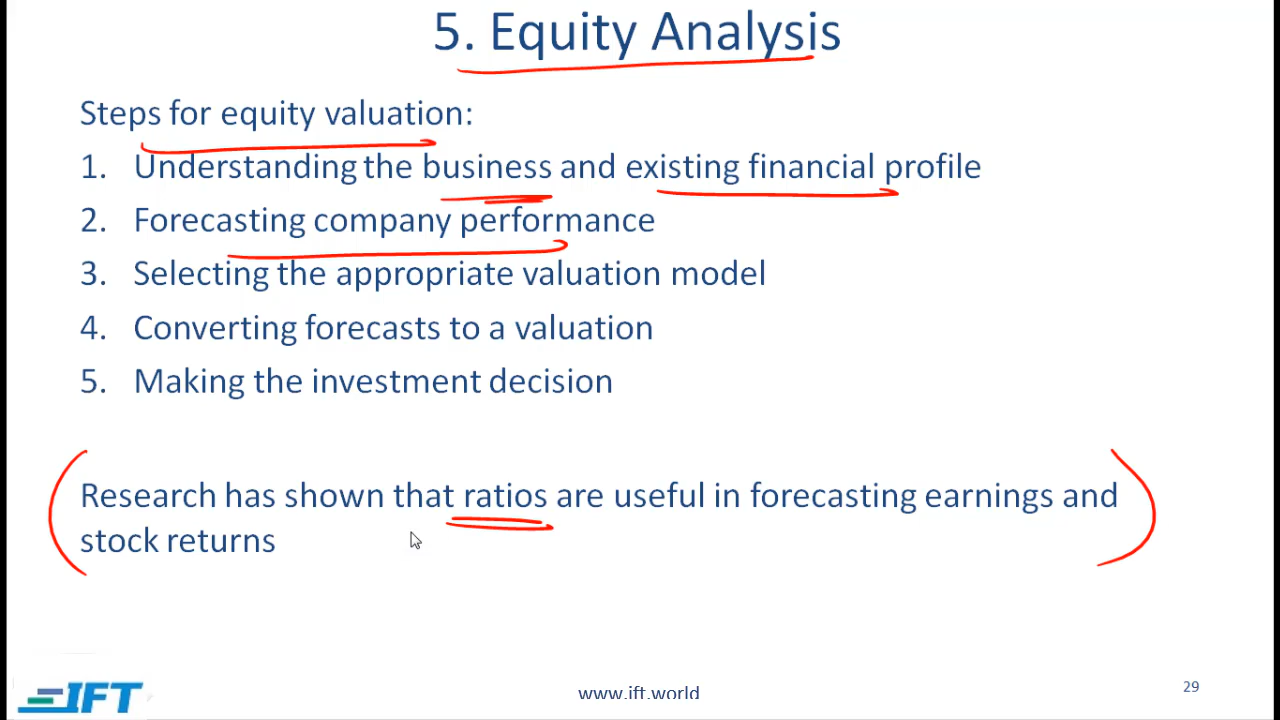 5. Equity Analysis
Steps for equity valuation:
1. Understanding the business and existing financial profile
2. Forecasting company performance
3. Selecting the appropriate valuation model
4. Converting forecasts to a valuation
5. Making the investment decision
Research has shown that ratios are useful in forecasting earnings and
stock returns
IFT
www.ift.world
29